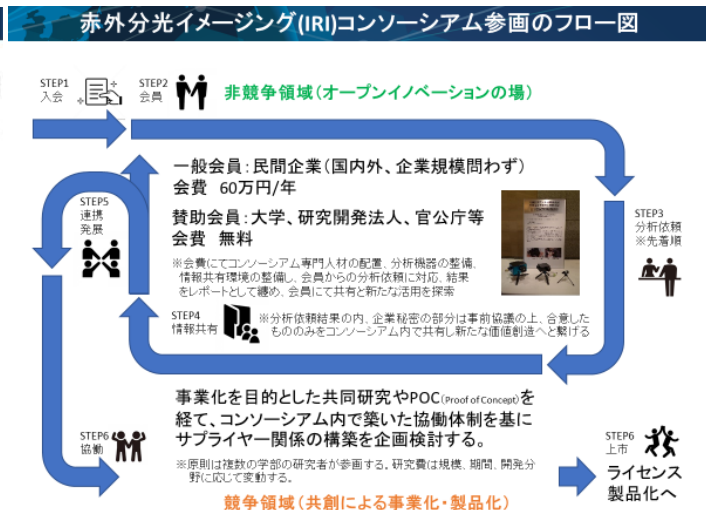 赤外分光イメージング(IRI)コンソーシアム参画のフロー図
STEP1
入会
STEP2
会員
非競争領域（オープンイノベーションの場）
一般会員：民間企業（国内外、企業規模問わず）
会費 60万円/年
賛助会員：大学、研究開発法人、官公庁等
会費 無料
※会費にてコンソーシアム専門人材の配置、分析機器の整備、
情報共有環境の整備し、会員からの分析依頼に対応、結果
をレポートとして纏め、会員にて共有と新たな活用を探索
STEP3
分析依頼
※先着順
STEP4
情報共有
※分析依頼結果の内、企業秘密の部分は事前協議の上、合意した
もののみをコンソーシアム内で共有し新たな価値創造へと繋げる
STEP5
連携
発展
事業化を目的とした共同研究やPOC(Proof of Concept)を
経て、コンソーシアム内で築いた協働体制を基に
サプライヤー関係の構築を企画検討する。
※原則は複数の学部の研究者が参画する。研究費は規模、期間、開発分
野に応じて変動する。
STEP6
協働
競争領域（共創による事業化・製品化）
STEP6
上市
ライセンス
製品化へ